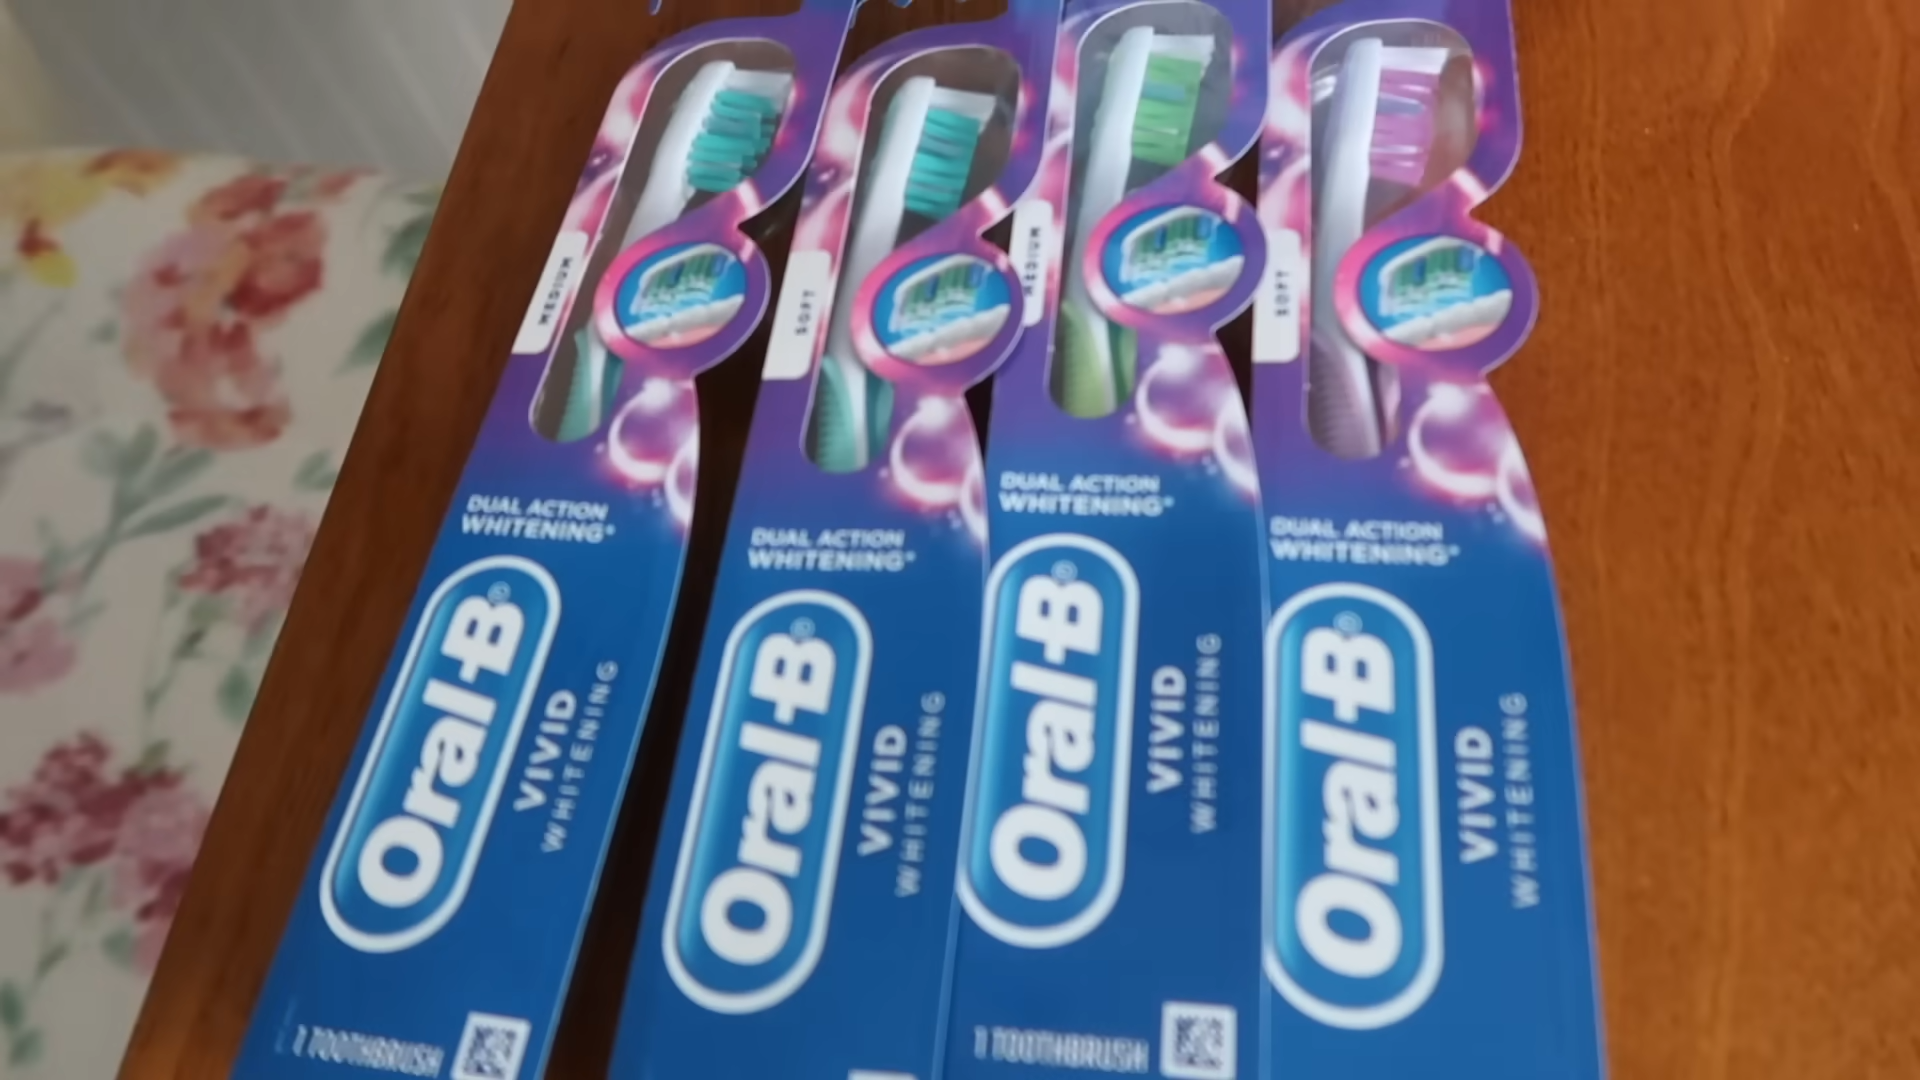 MEDIUM
DUAL ACTION
WHITENING*
Oral-B®
VIVID
WHITENING
1 TOOTHBRUSH
SOFT
DUAL ACTION
WHITENING*
Oral-B®
VIVID
WHITENING
MEDIUM
DUAL ACTION
WHITENING*
Oral-B®
VIVID
WHITENING
1 TOOTHBRUSH
SOFT
DUAL ACTION
WHITENING*
Oral-B®
VIVID
WHITENING